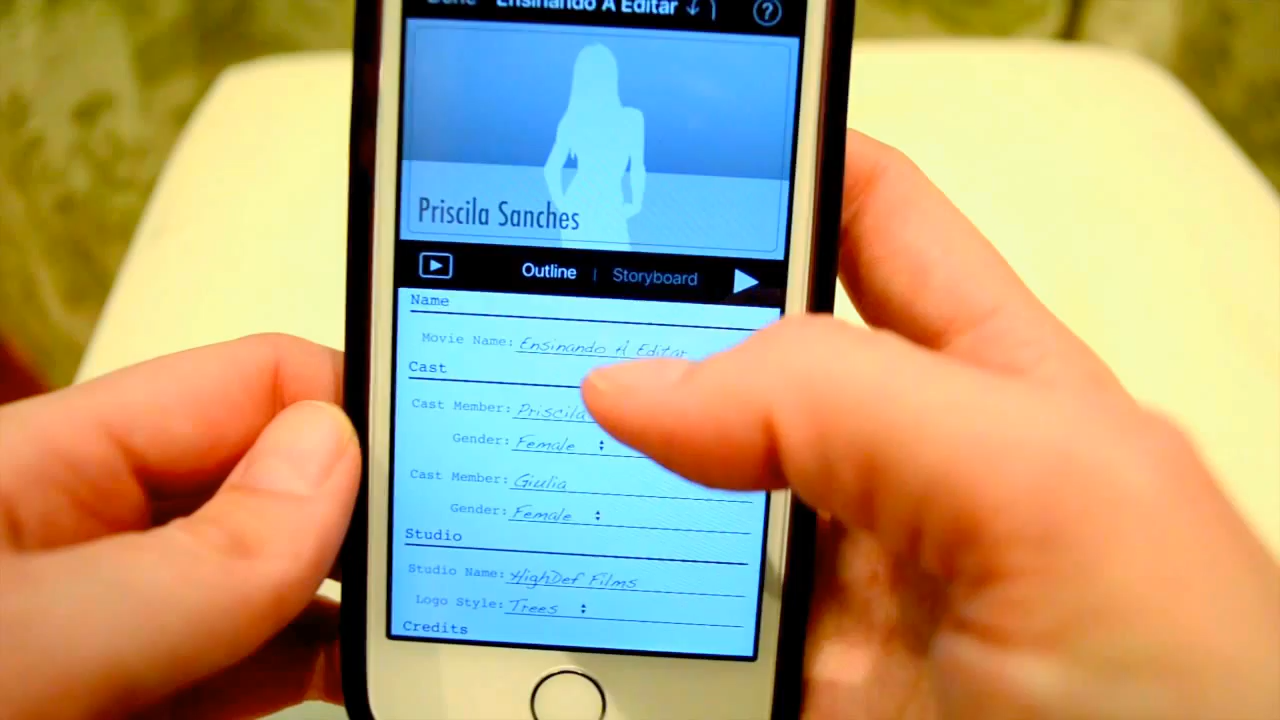 Done Ensinando A Editar ?
Priscila Sanches
Outline | Storyboard
Name
Movie Name: Ensinando A Editar
Cast
Cast Member: Priscila
Gender: Female
Cast Member: Giulia
Gender: Female
Studio
Studio Name: HighDef Films
Logo Style: Trees
Credits